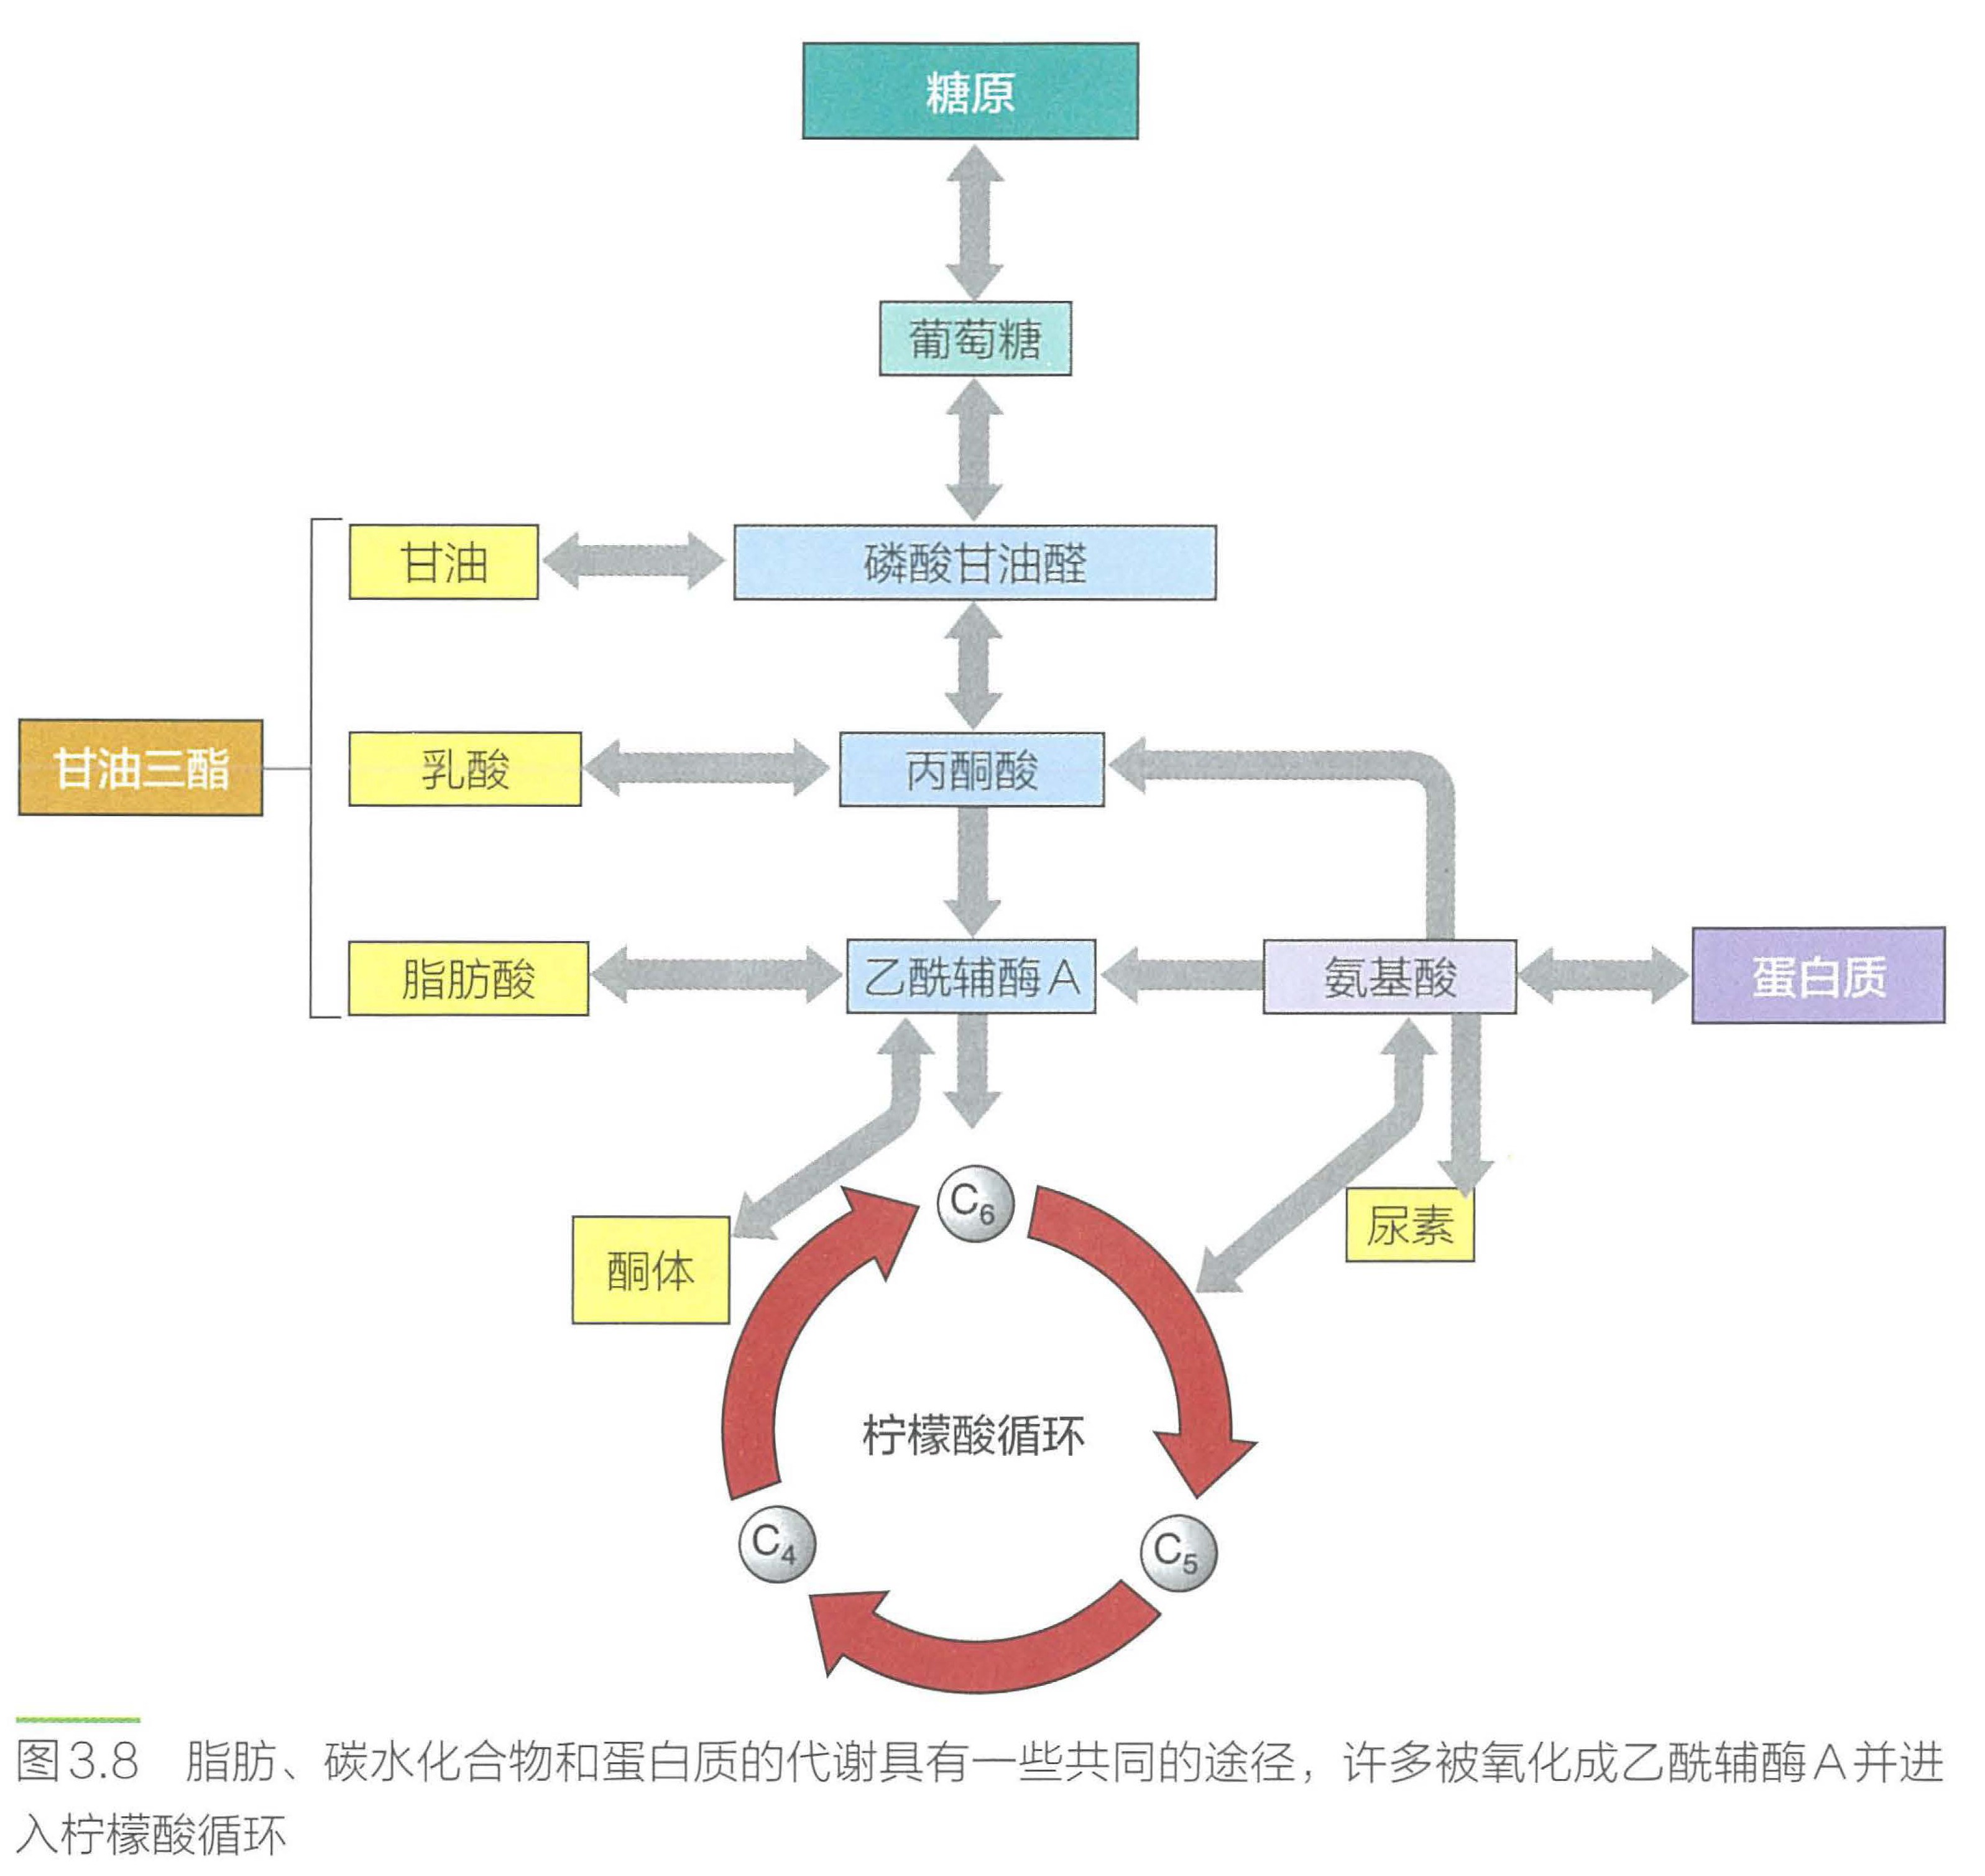 糖原
葡萄糖
甘油
磷酸甘油醛
甘油三酯
乳酸
丙酮酸
脂肪酸
乙酰辅酶A
氨基酸
蛋白质
C6
尿素
酮体
柠檬酸循环
C4
C5
图3.8 脂肪、碳水化合物和蛋白质的代谢具有一些共同的途径，许多被氧化成乙酰辅酶A并进
入柠檬酸循环